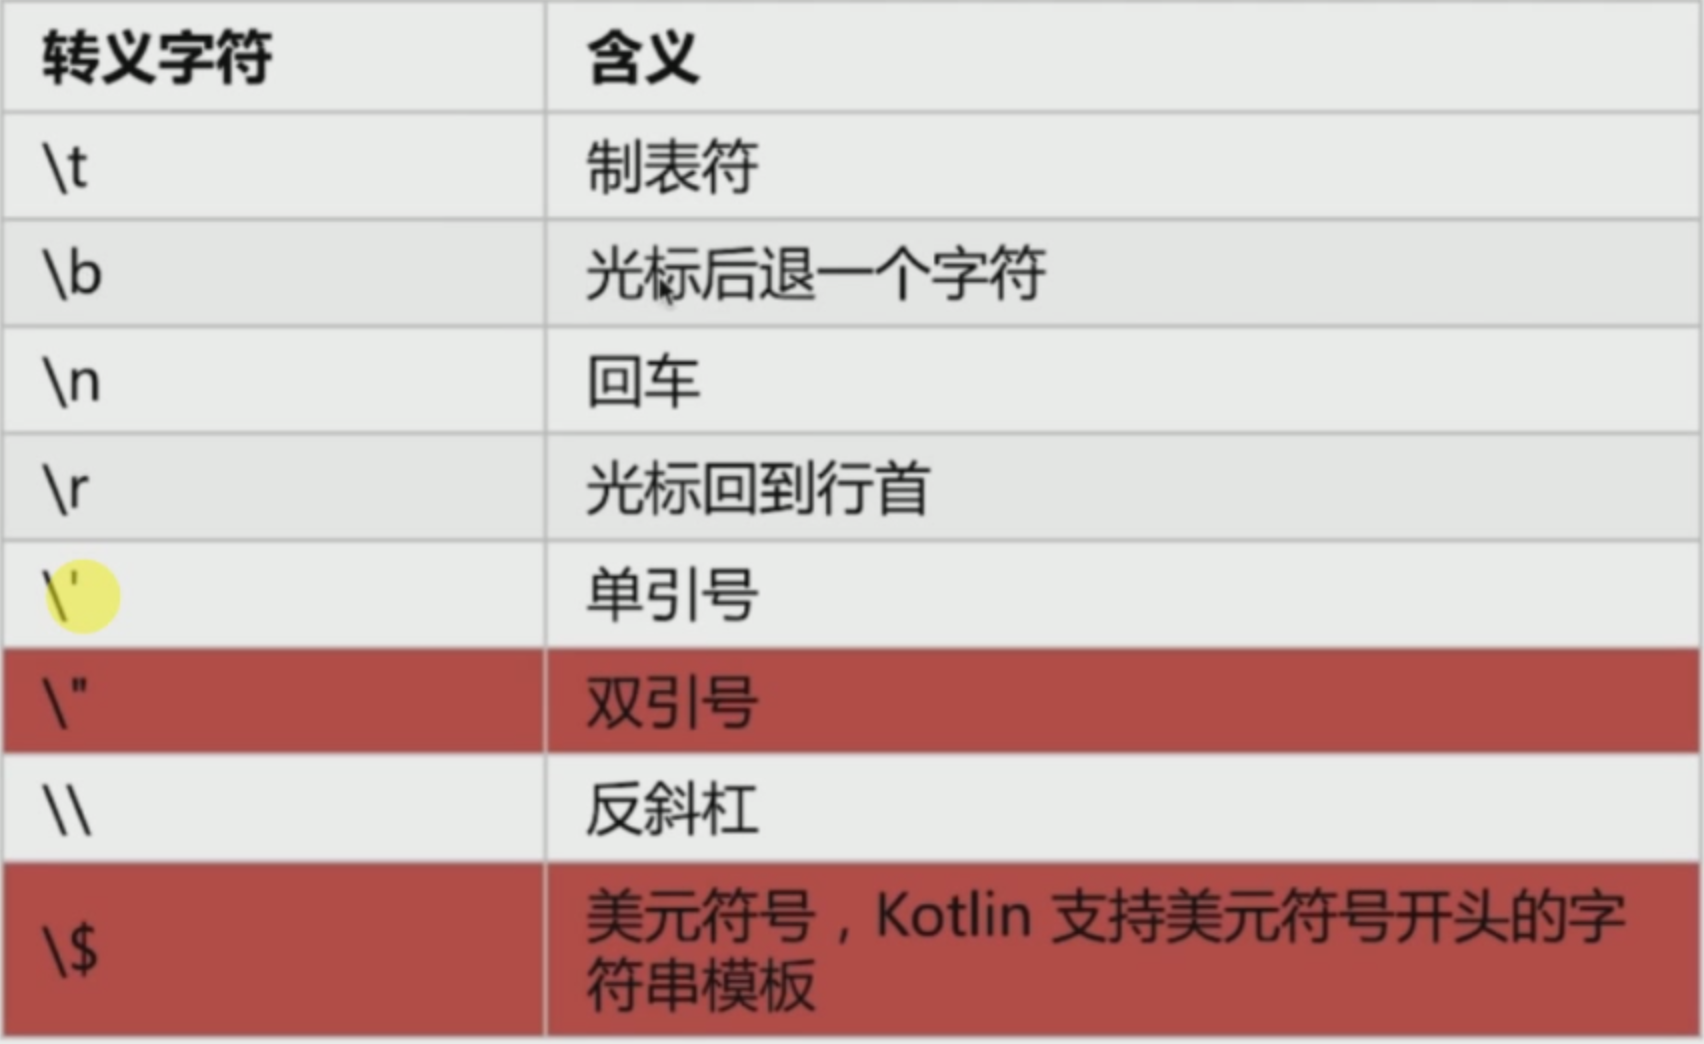 转义字符 含义
\t 制表符
\b 光标后退一个字符
\n 回车
\r 光标回到行首
\' 单引号
\" 双引号
\\ 反斜杠
\$ 美元符号，Kotlin 支持美元符号开头的字
符串模板